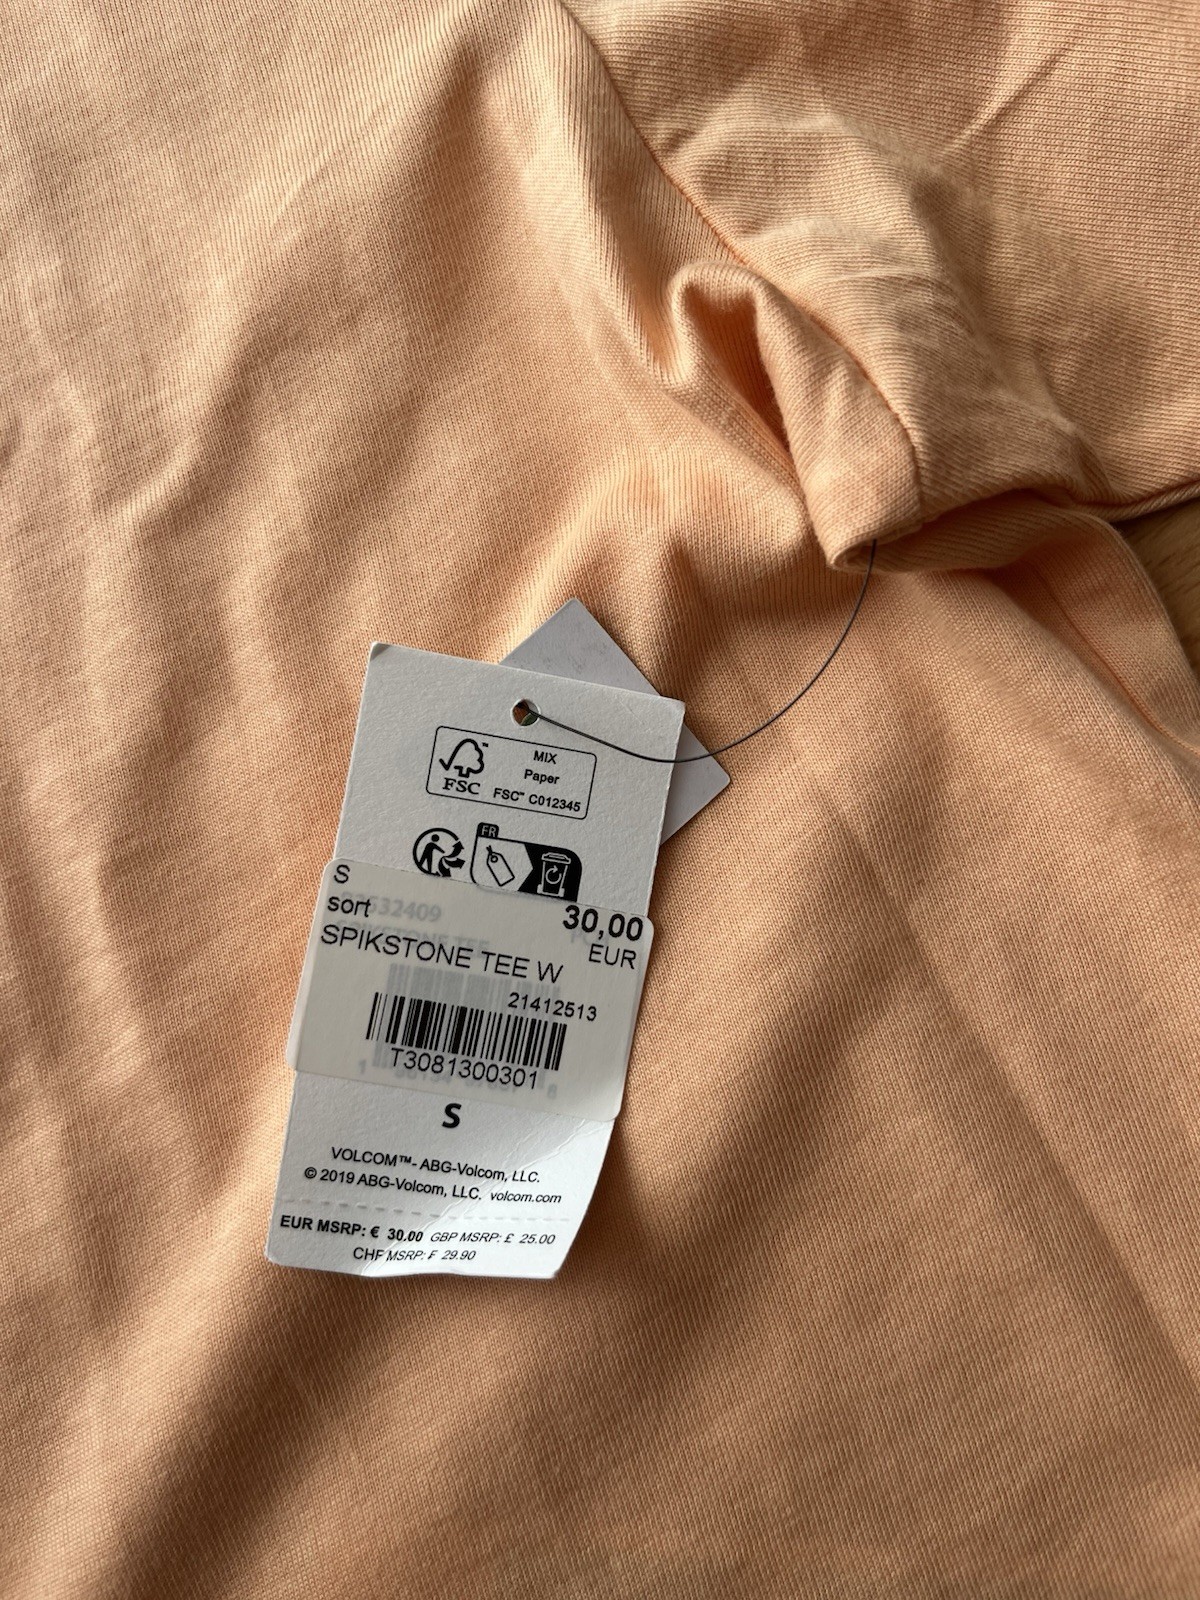 MIX
Paper
FSC™ C012345
FSC
FR
S
sort
30,00
SPIKSTONE TEE W
EUR
21412513
T3081300301
S
VOLCOM™- ABG-Volcom, LLC.
© 2019 ABG-Volcom, LLC. volcom.com
EUR MSRP: € 30.00 GBP MSRP: £ 25.00
CHF MSRP: ₣ 29.90